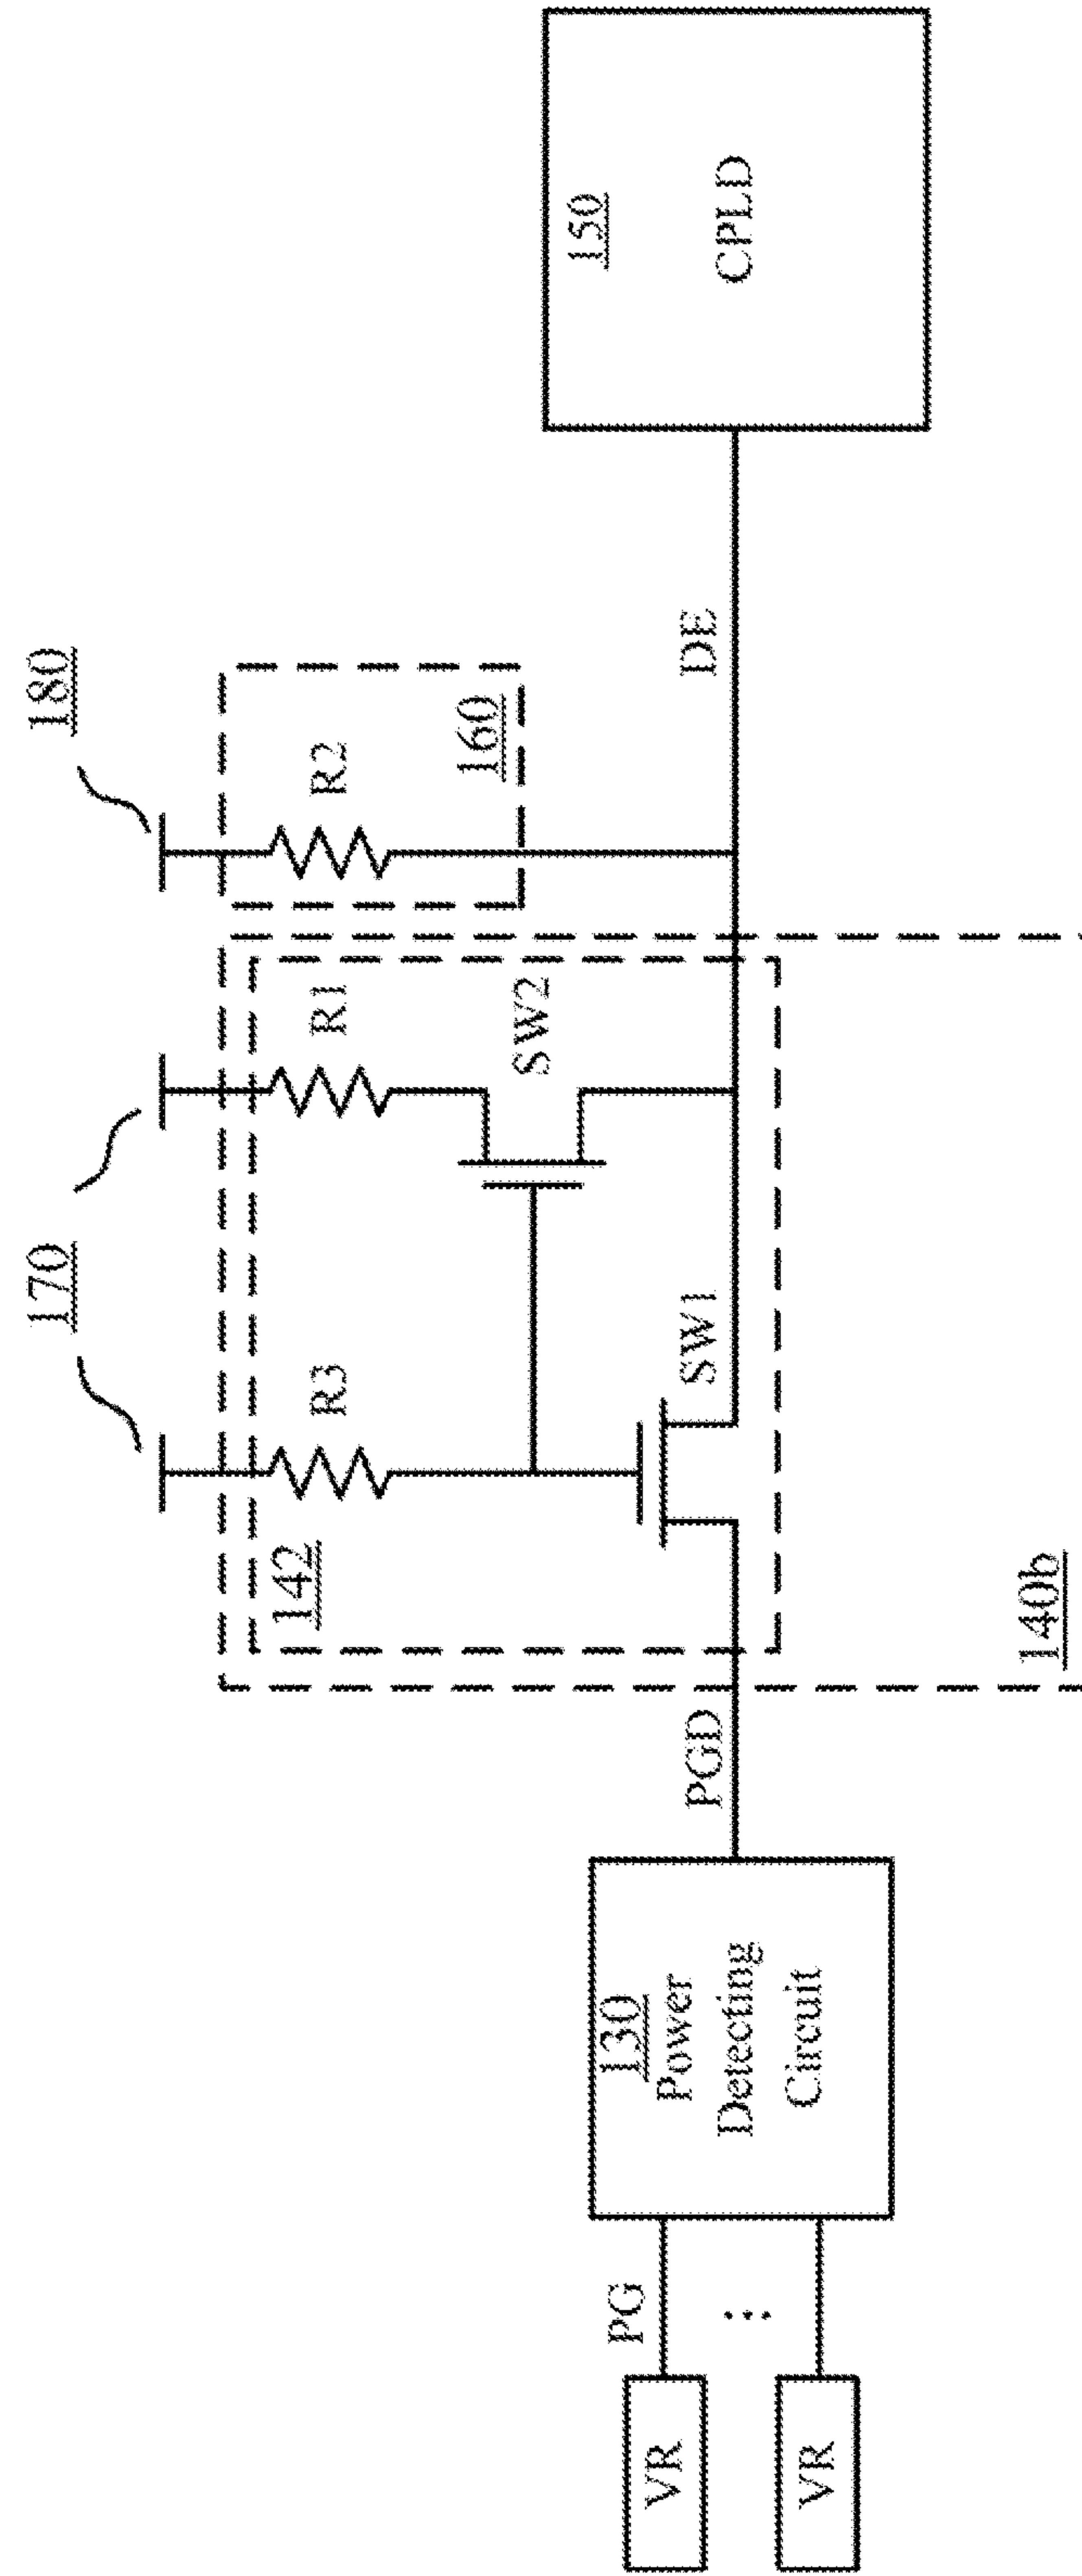 170
180
R3
R1
R2
142
160
SW2
SW1
VR
PG
VR
130
Power
Detecting
Circuit
PGD
DE
150
CPLD
140b